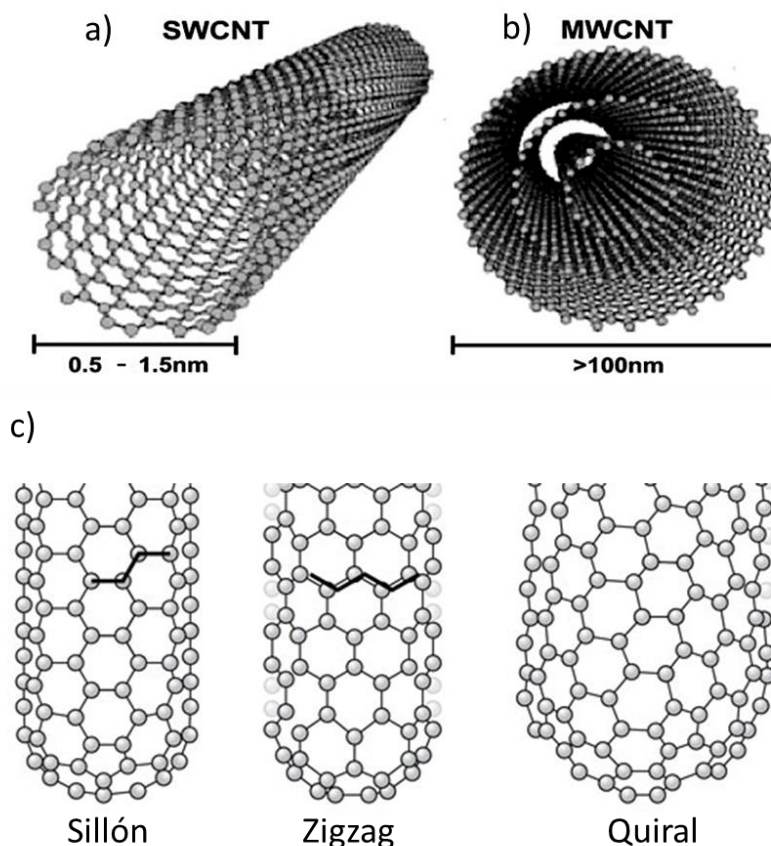 a) SWCNT
b) MWCNT
0.5 - 1.5nm
>100nm
c)
Sillón
Zigzag
Quiral